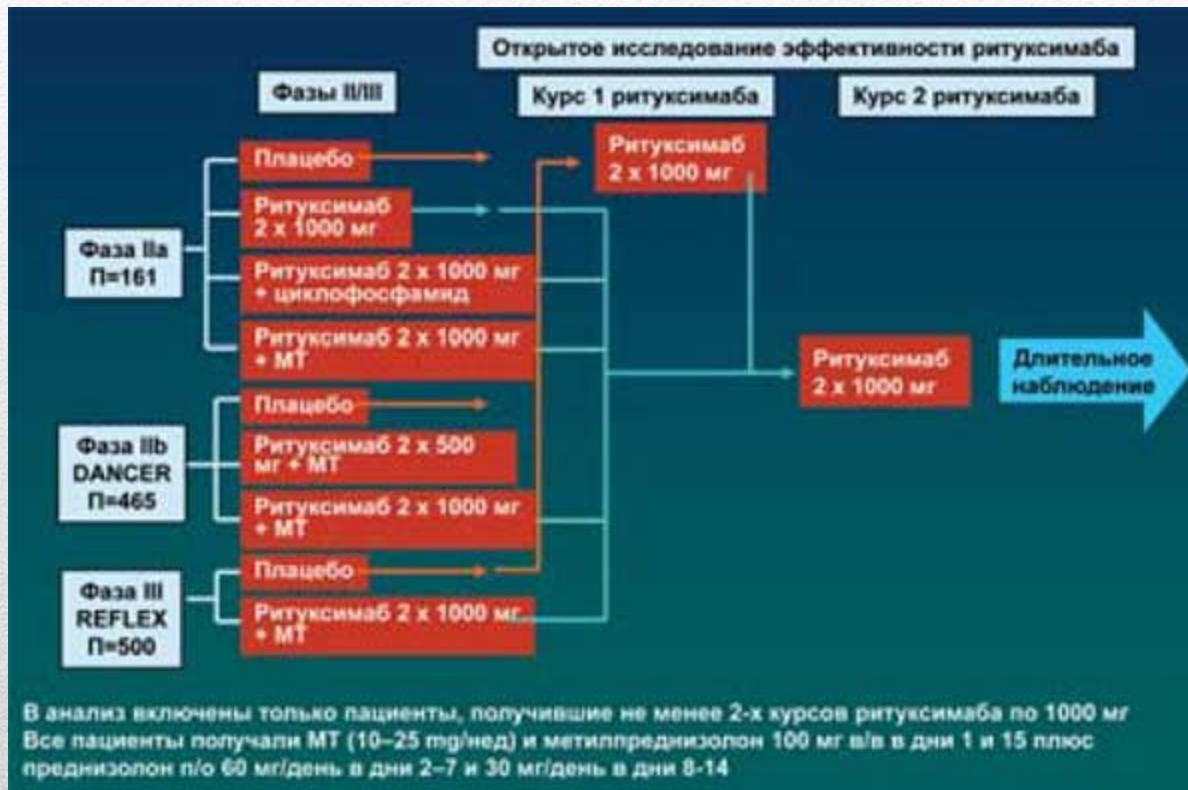 Открытое исследование эффективности ритуксимаба
Фазы II/III
Курс 1 ритуксимаба
Курс 2 ритуксимаба
Фаза IIa
П=161
Плацебо
Ритуксимаб
2 x 1000 мг
Ритуксимаб 2 x 1000 мг
+ циклофосфамид
Ритуксимаб 2 x 1000 мг
+ МТ
Ритуксимаб
2 x 1000 мг
Фаза IIb
DANCER
П=465
Плацебо
Ритуксимаб 2 x 500
мг + МТ
Ритуксимаб 2 x 1000 мг
+ МТ
Ритуксимаб
2 x 1000 мг
Длительное
наблюдение
Фаза III
REFLEX
П=500
Плацебо
Ритуксимаб 2 x 1000 мг
+ МТ
В анализ включены только пациенты, получившие не менее 2-х курсов ритуксимаба по 1000 мг
Все пациенты получали МТ (10–25 mg/нед) и метилпреднизолон 100 мг в/в в дни 1 и 15 плюс
преднизолон п/о 60 мг/день в дни 2–7 и 30 мг/день в дни 8-14